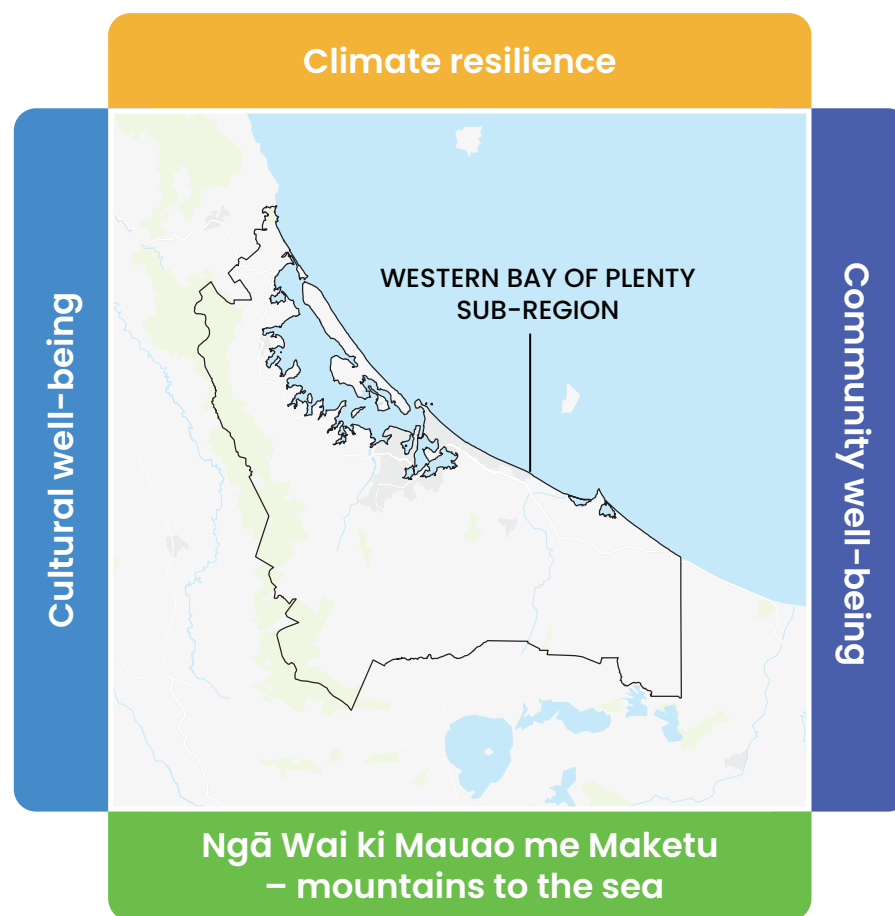 Climate resilience
Cultural well-being
WESTERN BAY OF PLENTY
SUB-REGION
Community well-being
Ngā Wai ki Mauao me Maketu
– mountains to the sea